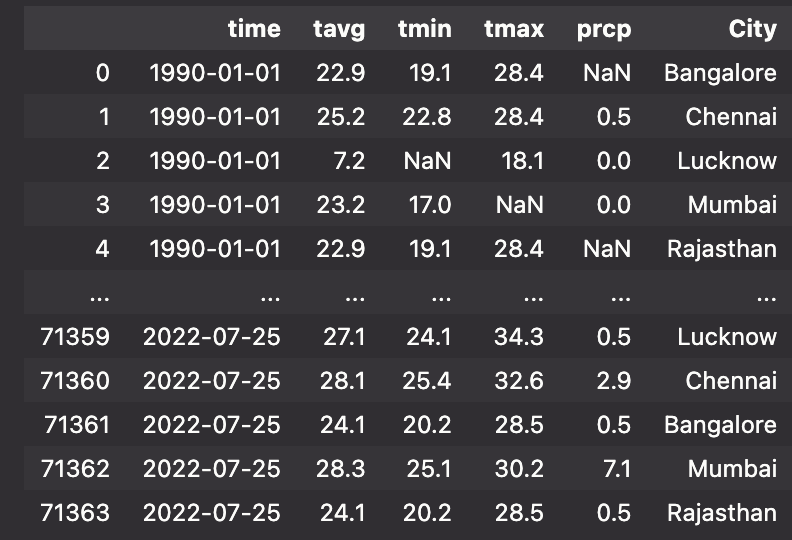 time tavg tmin tmax prcp City
0 1990-01-01 22.9 19.1 28.4 NaN Bangalore
1 1990-01-01 25.2 22.8 28.4 0.5 Chennai
2 1990-01-01 7.2 NaN 18.1 0.0 Lucknow
3 1990-01-01 23.2 17.0 NaN 0.0 Mumbai
4 1990-01-01 22.9 19.1 28.4 NaN Rajasthan
... ... ... ... ... ... ...
71359 2022-07-25 27.1 24.1 34.3 0.5 Lucknow
71360 2022-07-25 28.1 25.4 32.6 2.9 Chennai
71361 2022-07-25 24.1 20.2 28.5 0.5 Bangalore
71362 2022-07-25 28.3 25.1 30.2 7.1 Mumbai
71363 2022-07-25 24.1 20.2 28.5 0.5 Rajasthan